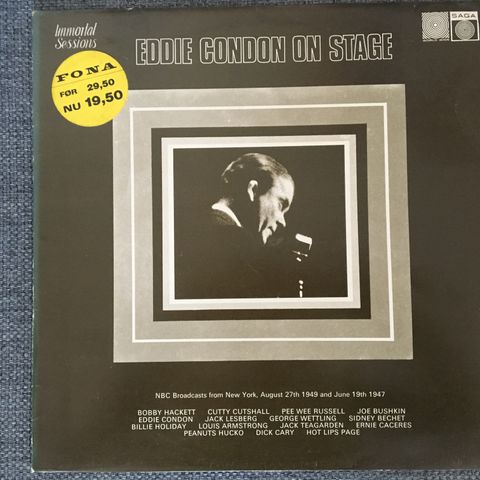 Immortal
Sessions
EDDIE CONDON ON STAGE
SAGA
FONA
FØR 29,50
NU 19,50
NBC Broadcasts from New York, August 27th 1949 and June 19th 1947
BOBBY HACKETT CUTTY CUTSHALL PEE WEE RUSSELL JOE BUSHKIN
EDDIE CONDON JACK LESBERG GEORGE WETTLING SIDNEY BECHET
BILLIE HOLIDAY LOUIS ARMSTRONG JACK TEAGARDEN ERNIE CACERES
PEANUTS HUCKO DICK CARY HOT LIPS PAGE